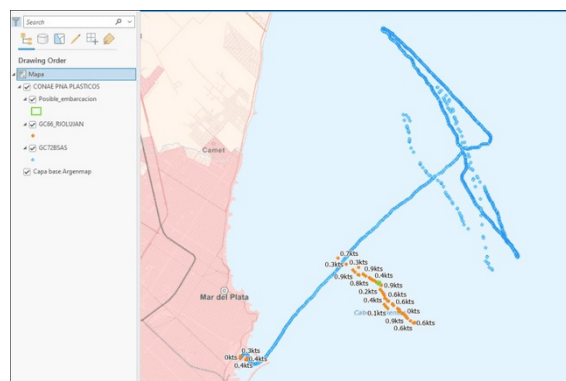 Search
Drawing Order
Mapa
CONAE PNA PLASTICOS
Posible_embarcacion
GC66_RIOLUJAN
GC72BSAS
Capa base Argenmap
Camet
Mar del Plata
0.7kts
0.3kts
0.3kts
0.9kts
0.9kts
0.4kts
0.8kts
0.9kts
0.2kts
0.6kts
0.4kts
0.6kts
0kts
0.1kts
0.9kts
0.6kts
0.6kts
0.3kts
0kts
0.4kts
0.4kts